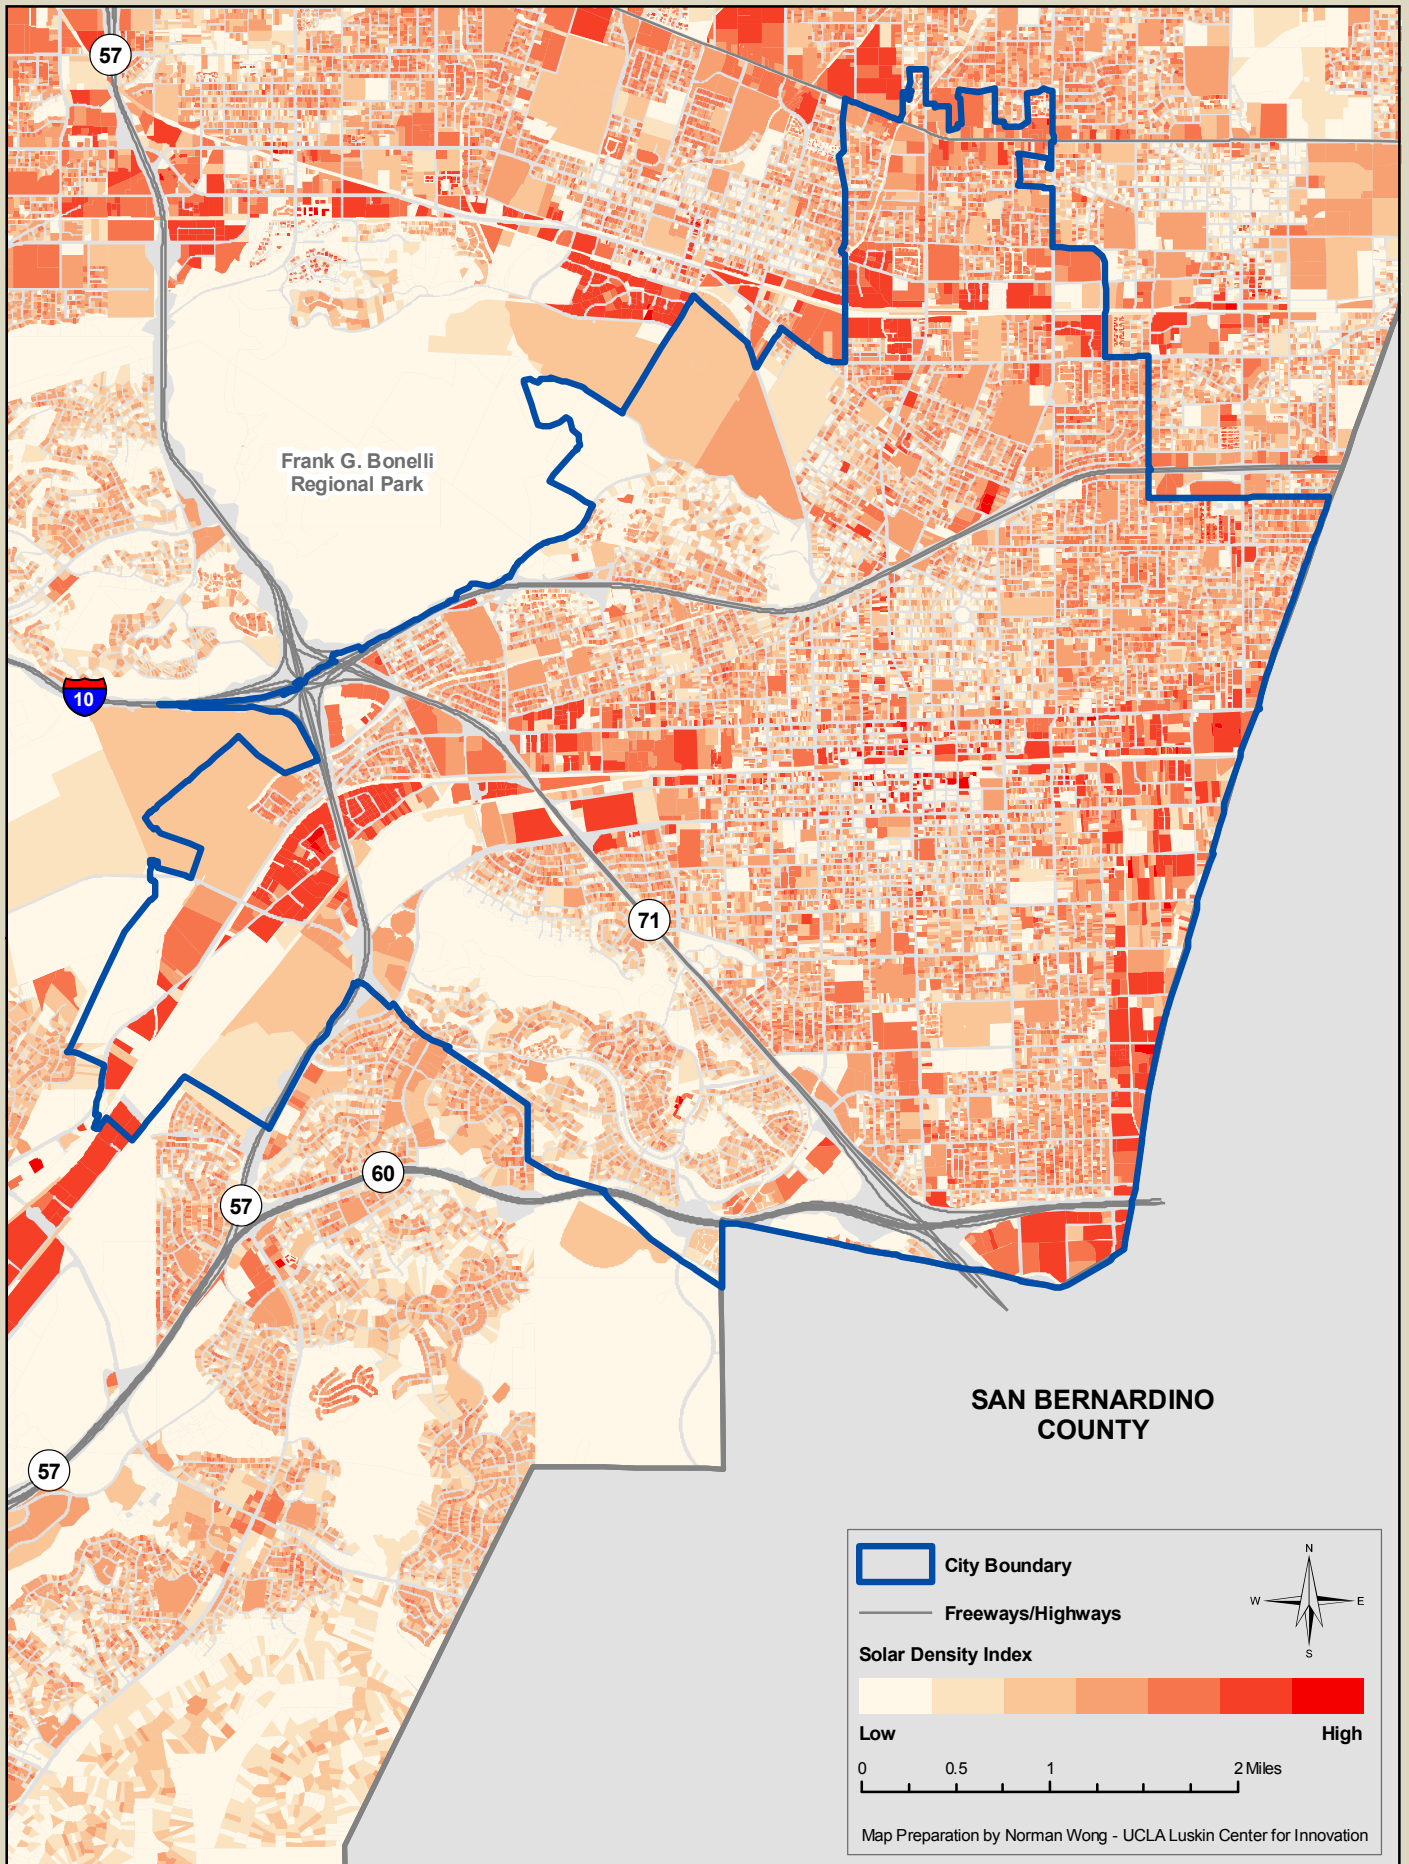 57
Frank G. Bonelli
Regional Park
10
71
60
57
57
SAN BERNARDINO
COUNTY
City Boundary
Freeways/Highways
Solar Density Index
Low High
0 0.5 1 2 Miles
N
W E
S
Map Preparation by Norman Wong - UCLA Luskin Center for Innovation